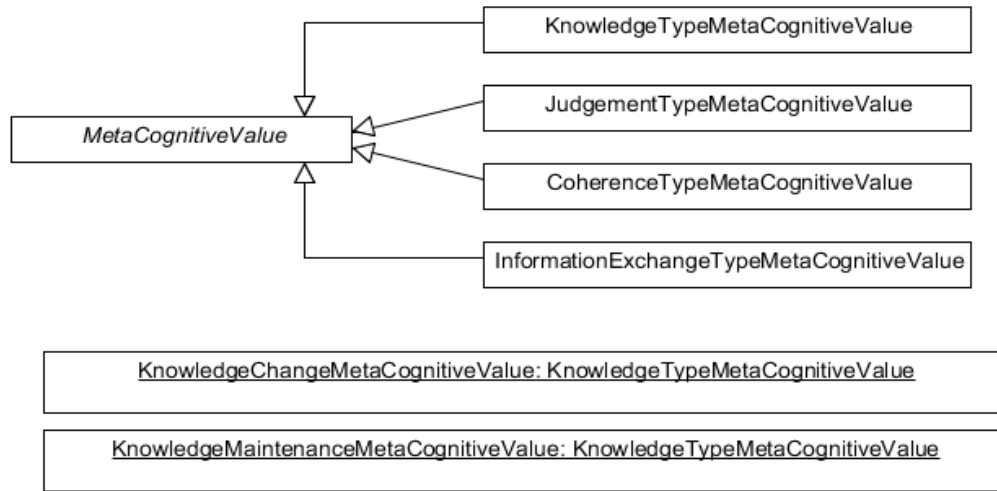 KnowledgeTypeMetaCognitiveValue
JudgementTypeMetaCognitiveValue
MetaCognitiveValue
CoherenceTypeMetaCognitiveValue
InformationExchangeTypeMetaCognitiveValue
KnowledgeChangeMetaCognitiveValue: KnowledgeTypeMetaCognitiveValue
KnowledgeMaintenanceMetaCognitiveValue: KnowledgeTypeMetaCognitiveValue